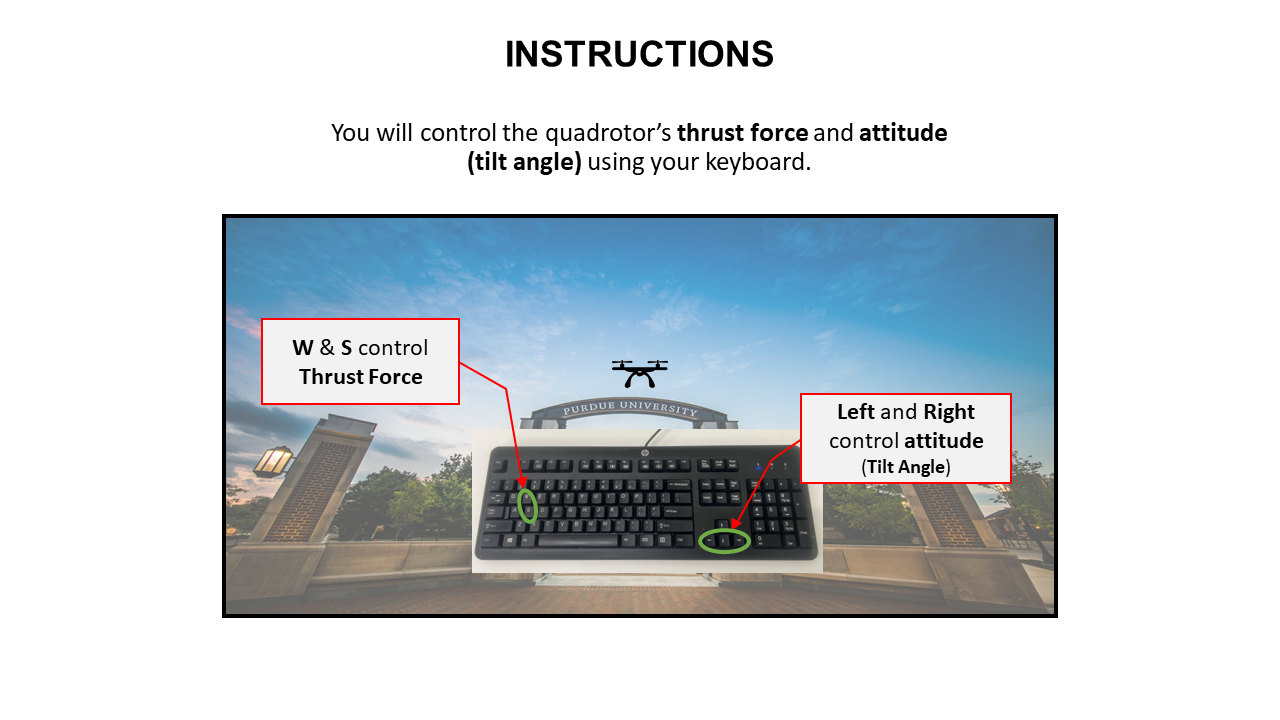 INSTRUCTIONS
You will control the quadrotor’s thrust force and attitude
(tilt angle) using your keyboard.
W & S control
Thrust Force
PURDUE UNIVERSITY
Left and Right
control attitude
(Tilt Angle)
hp